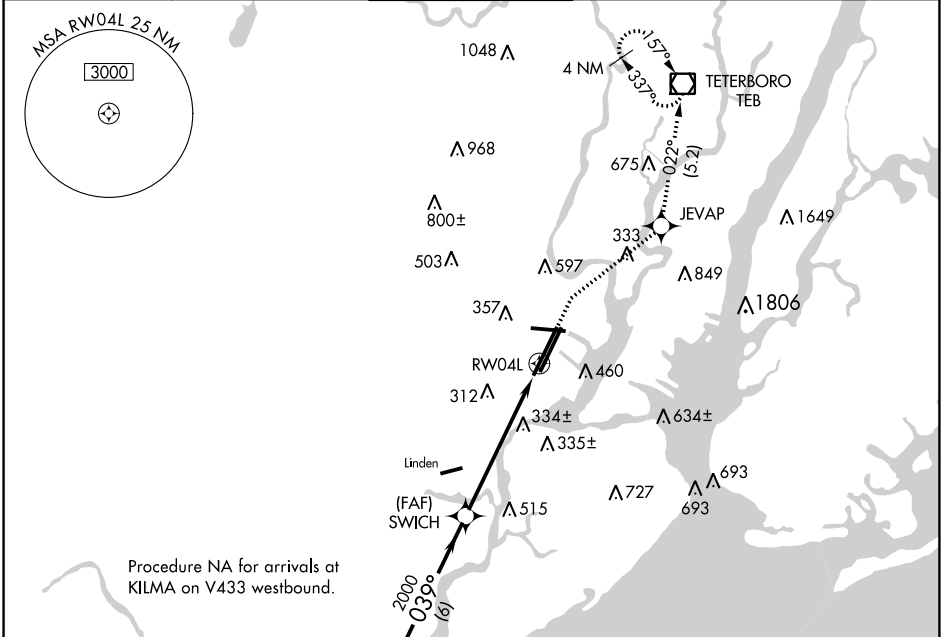 MSA RW04L 25 NM
3000
1048
4 NM
157°
337°
TETERBORO
TEB
968
675
022°
(5.2)
800±
JEVAP
1649
503
597
333
849
357
1806
RW04L
460
312
334±
634±
335±
Linden
693
727
693
(FAF)
SWICH
515
Procedure NA for arrivals at
KILMA on V433 westbound.
2000
039°
(6)